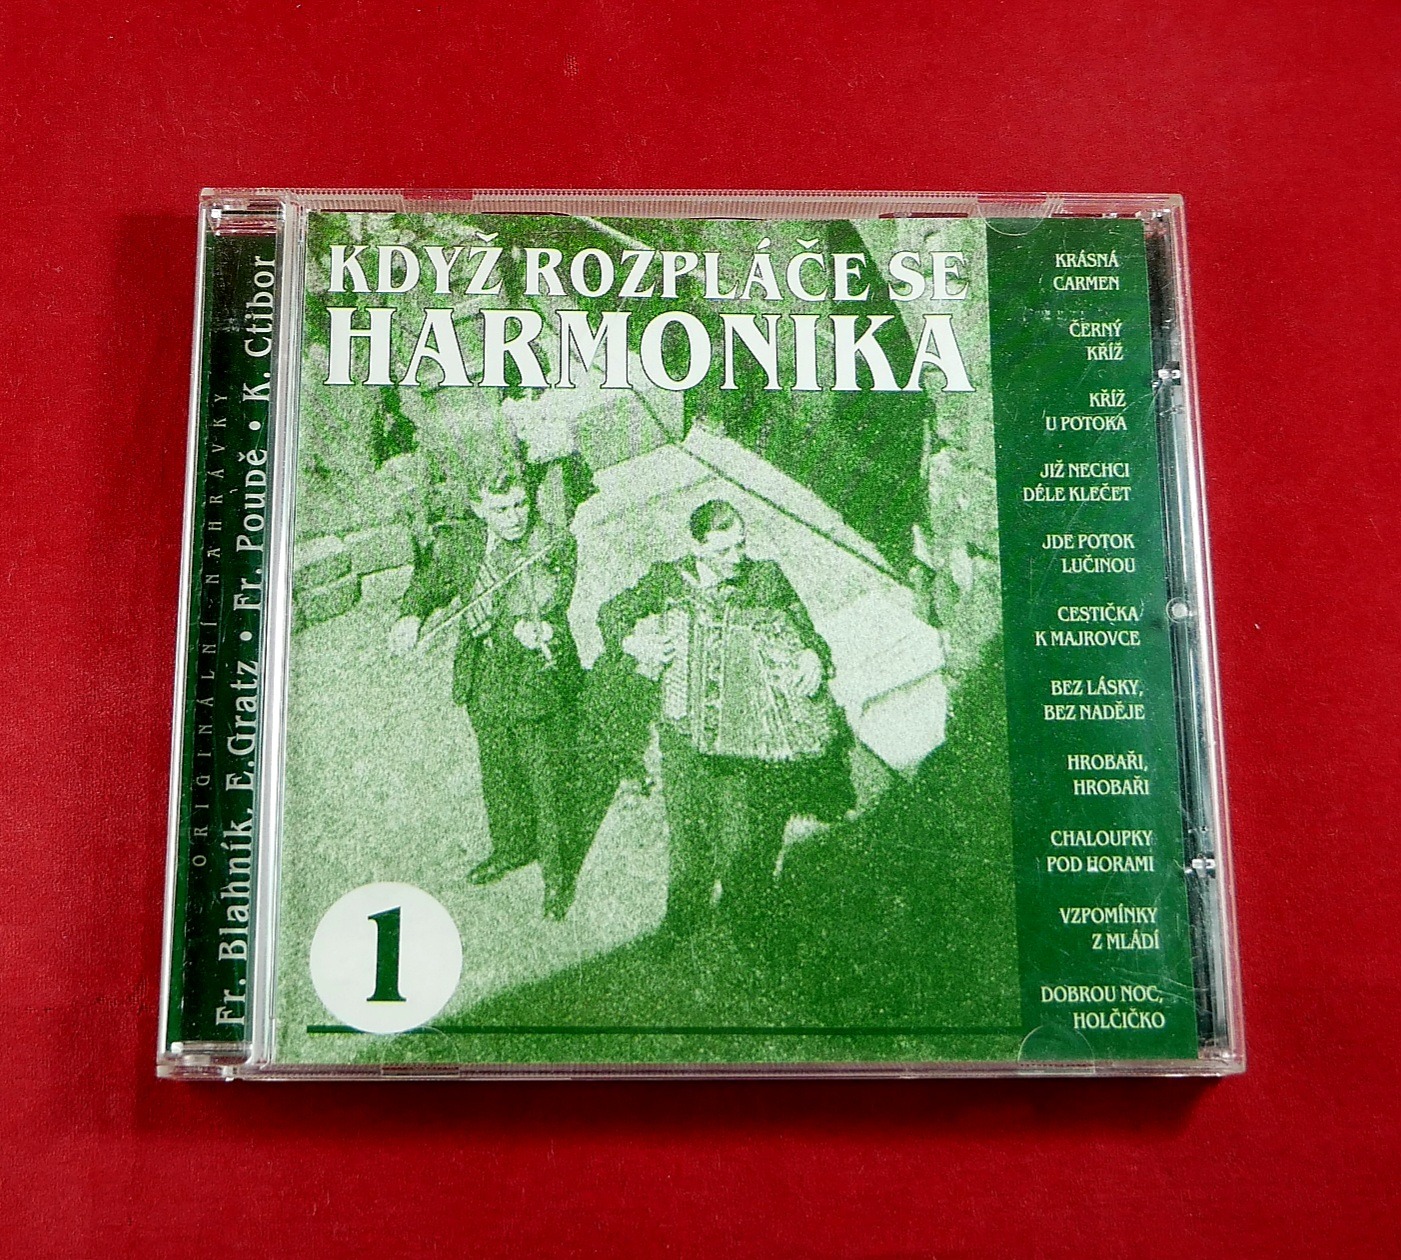 KDYŽ ROZPLÁČE SE
HARMONIKA
KRÁSNÁ
CARMEN
ČERNÝ
KŘÍŽ
KŘÍŽ
U POTOKA
JIŽ NECHCI
DÉLE KLEČET
JDE POTOK
LUČINOU
CESTIČKA
K MAJROVCE
BEZ LÁSKY,
BEZ NADĚJE
HROBAŘI,
HROBAŘI
CHALOUPKY
POD HORAMI
VZPOMÍNKY
Z MLÁDÍ
DOBROU NOC,
HOLČIČKO
1
ORIGINÁLNÍ NAHRÁVKY
Fr. Blahník, E.Gratz • Fr. Poudě • K. Ctibor